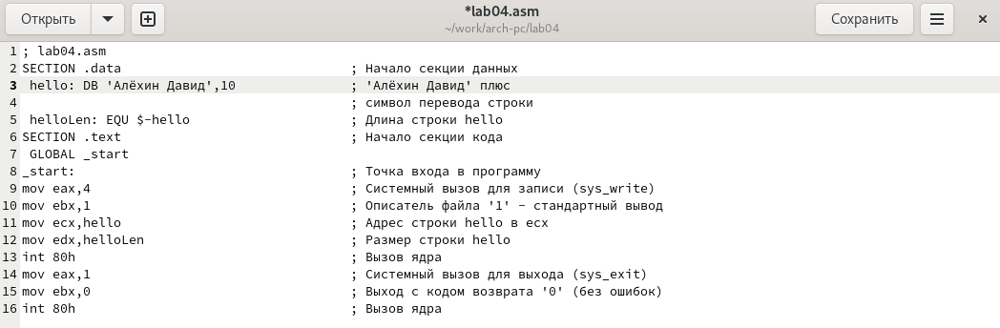 Открыть
*lab04.asm
~/work/arch-pc/lab04
Сохранить
1 ; lab04.asm
2 SECTION .data ; Начало секции данных
3 hello: DB 'Алёхин Давид',10 ; 'Алёхин Давид' плюс
4 ; символ перевода строки
5 helloLen: EQU $-hello ; Длина строки hello
6 SECTION .text ; Начало секции кода
7 GLOBAL _start
8 _start: ; Точка входа в программу
9 mov eax,4 ; Системный вызов для записи (sys_write)
10 mov ebx,1 ; Описатель файла '1' - стандартный вывод
11 mov ecx,hello ; Адрес строки hello в ecx
12 mov edx,helloLen ; Размер строки hello
13 int 80h ; Вызов ядра
14 mov eax,1 ; Системный вызов для выхода (sys_exit)
15 mov ebx,0 ; Выход с кодом возврата '0' (без ошибок)
16 int 80h ; Вызов ядра